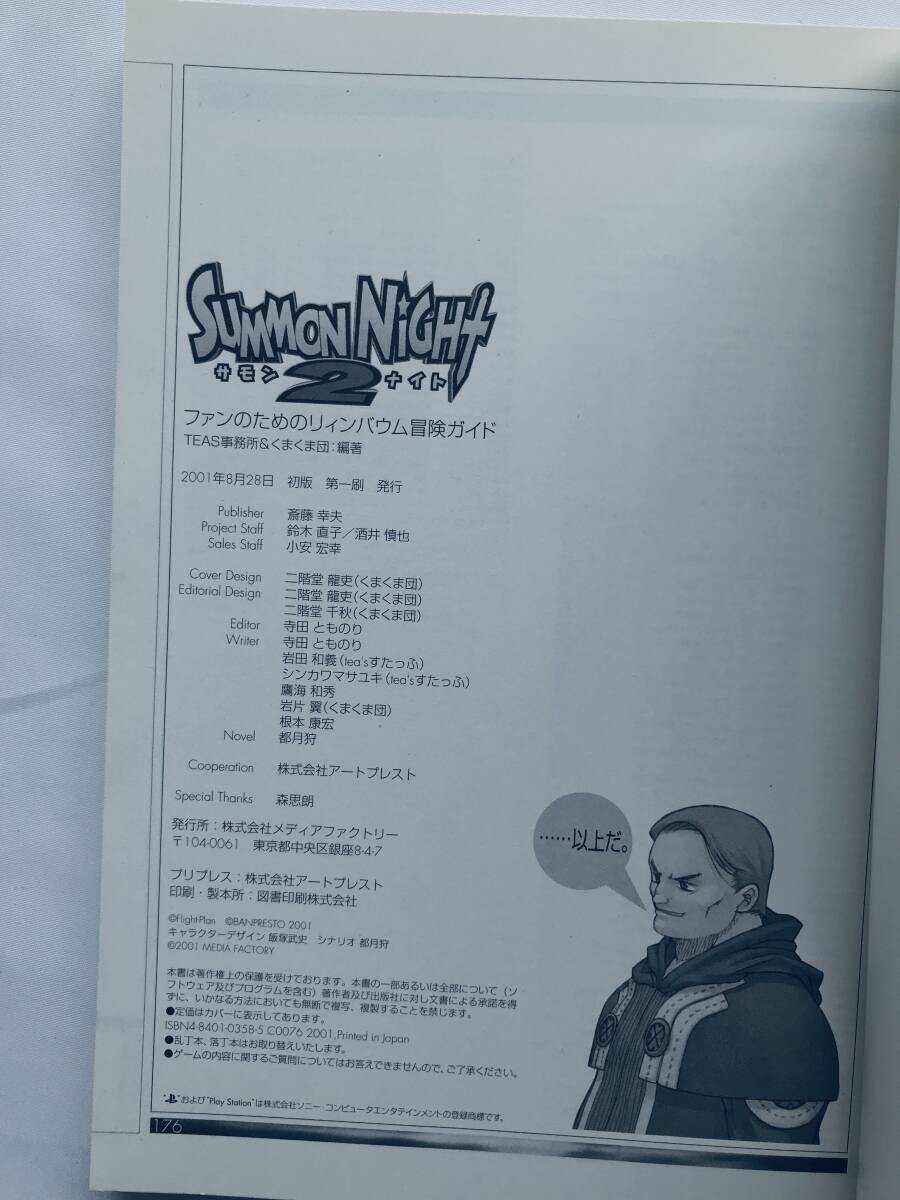 SUMMON NIGHT
サモン 2 ナイト
ファンのためのリィンバウム冒険ガイド
TEAS事務所&くまくま団：編著
2001年8月28日　初版　第一刷　発行
Publisher　斎藤 幸夫
Project Staff　鈴木 直子／酒井 慎也
Sales Staff　小安 宏幸
Cover Design　二階堂 龍吏(くまくま団)
Editorial Design　二階堂 龍吏(くまくま団)
二階堂 千秋(くまくま団)
Editor　寺田 とものり
Writer　寺田 とものり
岩田 和義(tea'sすたっふ)
シンカワマサユキ(tea'sすたっふ)
鷹海 和秀
岩片 翼(くまくま団)
根本 康宏
Novel　都月狩
Cooperation　株式会社アートプレスト
Special Thanks　森思朗
発行所：株式会社メディアファクトリー
〒104-0061　東京都中央区銀座8-4-7
プリプレス：株式会社アートプレスト
印刷・製本所：図書印刷株式会社
©Flight-Plan　©BANPRESTO 2001
キャラクターデザイン 飯塚武史　シナリオ 都月狩
©2001 MEDIA FACTORY
本書は著作権上の保護を受けております。本書の一部あるいは全部について(ソ
フトウェア及びプログラムを含む)著作者及び出版社に対し文書による承諾を得
ずに、いかなる方法においても無断で複写、複製することを禁じます。
●定価はカバーに表示してあります。
ISBN4-8401-0358-5 C0076 2001,Printed in Japan
●乱丁本、落丁本はお取り替えいたします。
●ゲームの内容に関するご質問についてはお答えできませんので、ご了承ください。
" "および"Play Station"は株式会社ソニー・コンピュータエンタテインメントの登録商標です。
176
……以上だ。